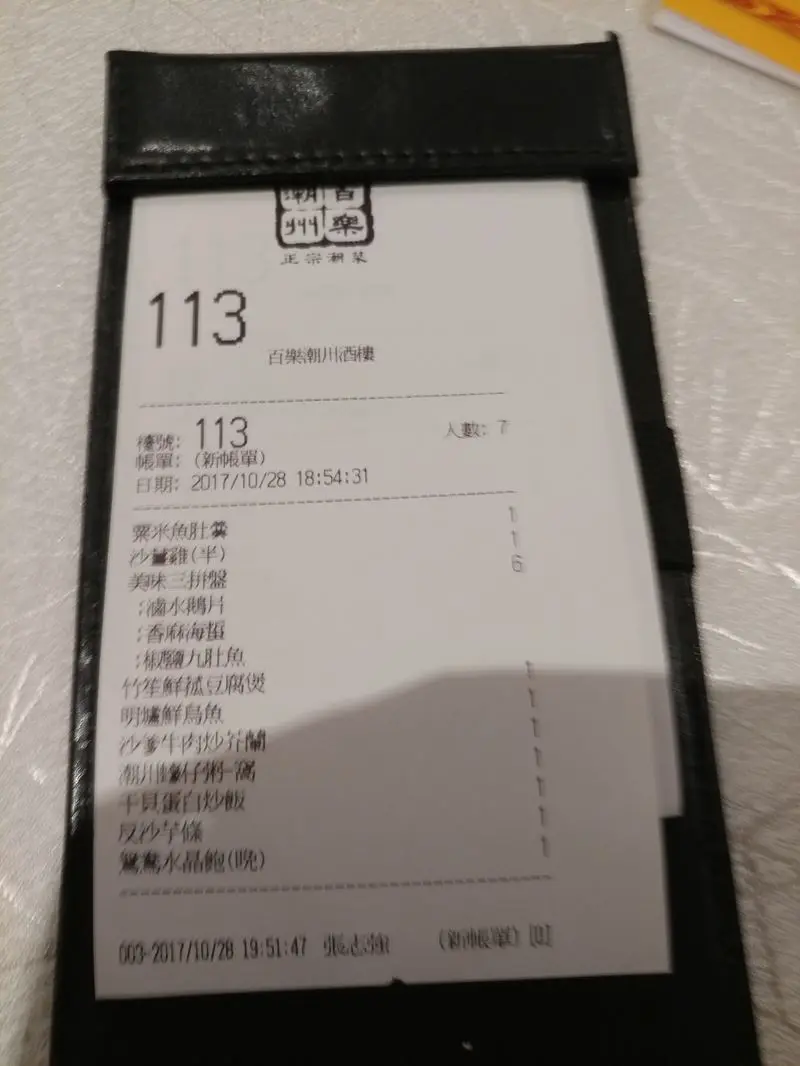 潮 百
州 樂
正宗潮菜
113
百樂潮川酒樓
檯號: 113 人數: 7
帳單: (新帳單)
日期: 2017/10/28 18:54:31
粟米魚肚羹 1
沙薑雞(半) 1
美味三拼盤 6
:滷水鵝片
:香麻海蜇
:椒鹽九肚魚
竹笙鮮菰豆腐煲 1
明爐鮮烏魚 1
沙爹牛肉炒芥蘭 1
潮川蠔仔粥-窩 1
干貝蛋白炒飯 1
反沙芋條 1
鴛鴦水晶飽(晚) 1
003-2017/10/28 19:51:47 張志強 (新帳單) [0]